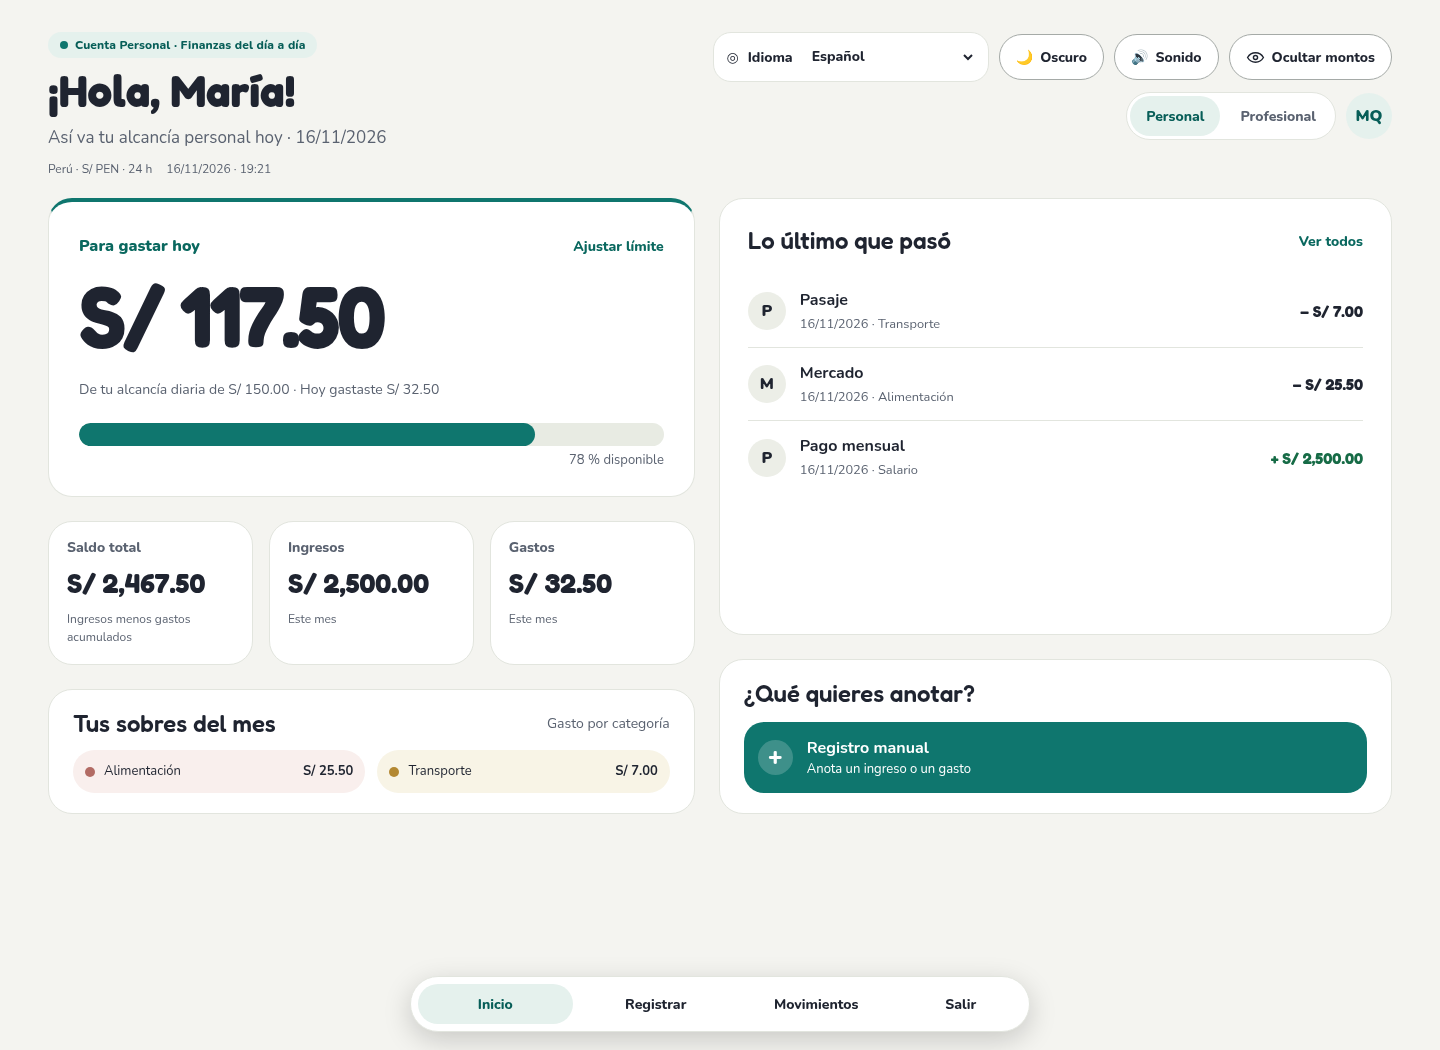 Cuenta Personal · Finanzas del día a día
¡Hola, María!
Así va tu alcancía personal hoy · 16/11/2026
Perú · S/ PEN · 24 h 16/11/2026 · 19:21
Idioma Español
Oscuro
Sonido
Ocultar montos
Personal Profesional
MQ
Para gastar hoy
Ajustar límite
S/ 117.50
De tu alcancía diaria de S/ 150.00 · Hoy gastaste S/ 32.50
78 % disponible
Saldo total
S/ 2,467.50
Ingresos menos gastos
acumulados
Ingresos
S/ 2,500.00
Este mes
Gastos
S/ 32.50
Este mes
Tus sobres del mes
Gasto por categoría
Alimentación S/ 25.50
Transporte S/ 7.00
Lo último que pasó
Ver todos
P
Pasaje
16/11/2026 · Transporte
– S/ 7.00
M
Mercado
16/11/2026 · Alimentación
– S/ 25.50
P
Pago mensual
16/11/2026 · Salario
+ S/ 2,500.00
¿Qué quieres anotar?
+
Registro manual
Anota un ingreso o un gasto
Inicio Registrar Movimientos Salir